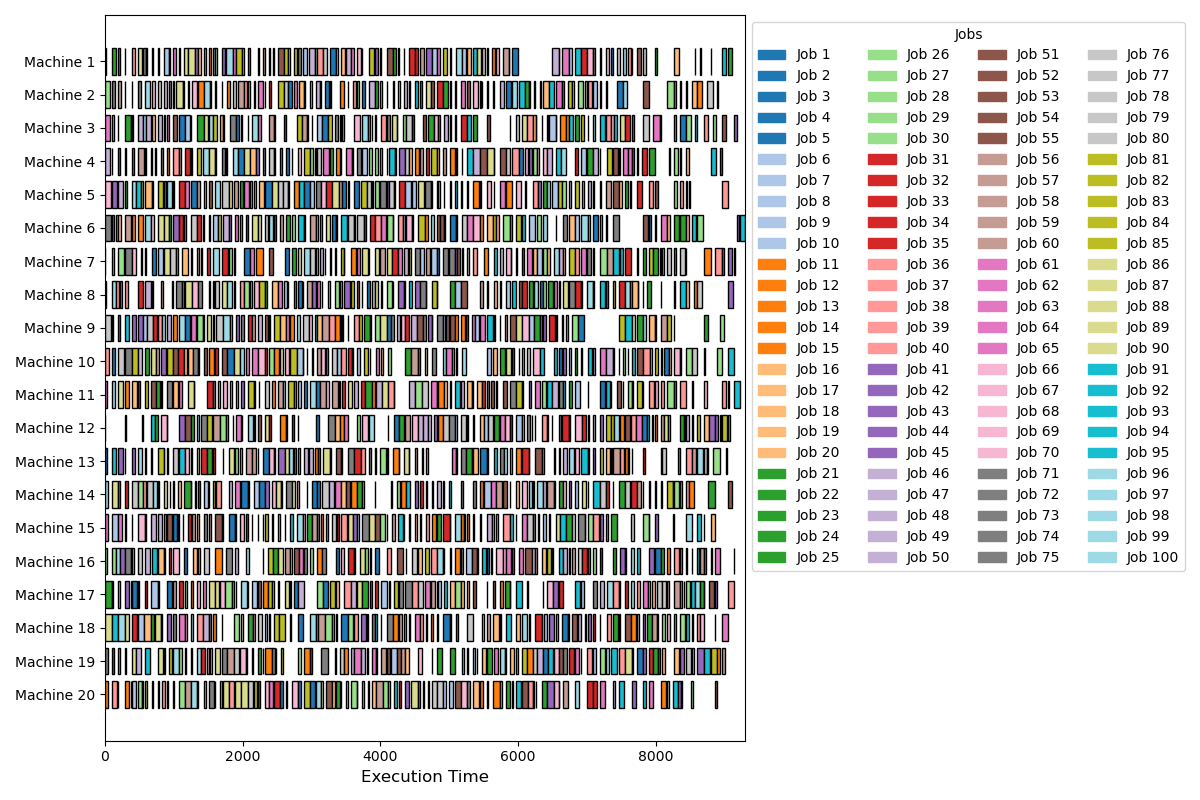 Machine 1
Machine 2
Machine 3
Machine 4
Machine 5
Machine 6
Machine 7
Machine 8
Machine 9
Machine 10
Machine 11
Machine 12
Machine 13
Machine 14
Machine 15
Machine 16
Machine 17
Machine 18
Machine 19
Machine 20
0 2000 4000 6000 8000
Execution Time
Jobs
Job 1 Job 26 Job 51 Job 76
Job 2 Job 27 Job 52 Job 77
Job 3 Job 28 Job 53 Job 78
Job 4 Job 29 Job 54 Job 79
Job 5 Job 30 Job 55 Job 80
Job 6 Job 31 Job 56 Job 81
Job 7 Job 32 Job 57 Job 82
Job 8 Job 33 Job 58 Job 83
Job 9 Job 34 Job 59 Job 84
Job 10 Job 35 Job 60 Job 85
Job 11 Job 36 Job 61 Job 86
Job 12 Job 37 Job 62 Job 87
Job 13 Job 38 Job 63 Job 88
Job 14 Job 39 Job 64 Job 89
Job 15 Job 40 Job 65 Job 90
Job 16 Job 41 Job 66 Job 91
Job 17 Job 42 Job 67 Job 92
Job 18 Job 43 Job 68 Job 93
Job 19 Job 44 Job 69 Job 94
Job 20 Job 45 Job 70 Job 95
Job 21 Job 46 Job 71 Job 96
Job 22 Job 47 Job 72 Job 97
Job 23 Job 48 Job 73 Job 98
Job 24 Job 49 Job 74 Job 99
Job 25 Job 50 Job 75 Job 100